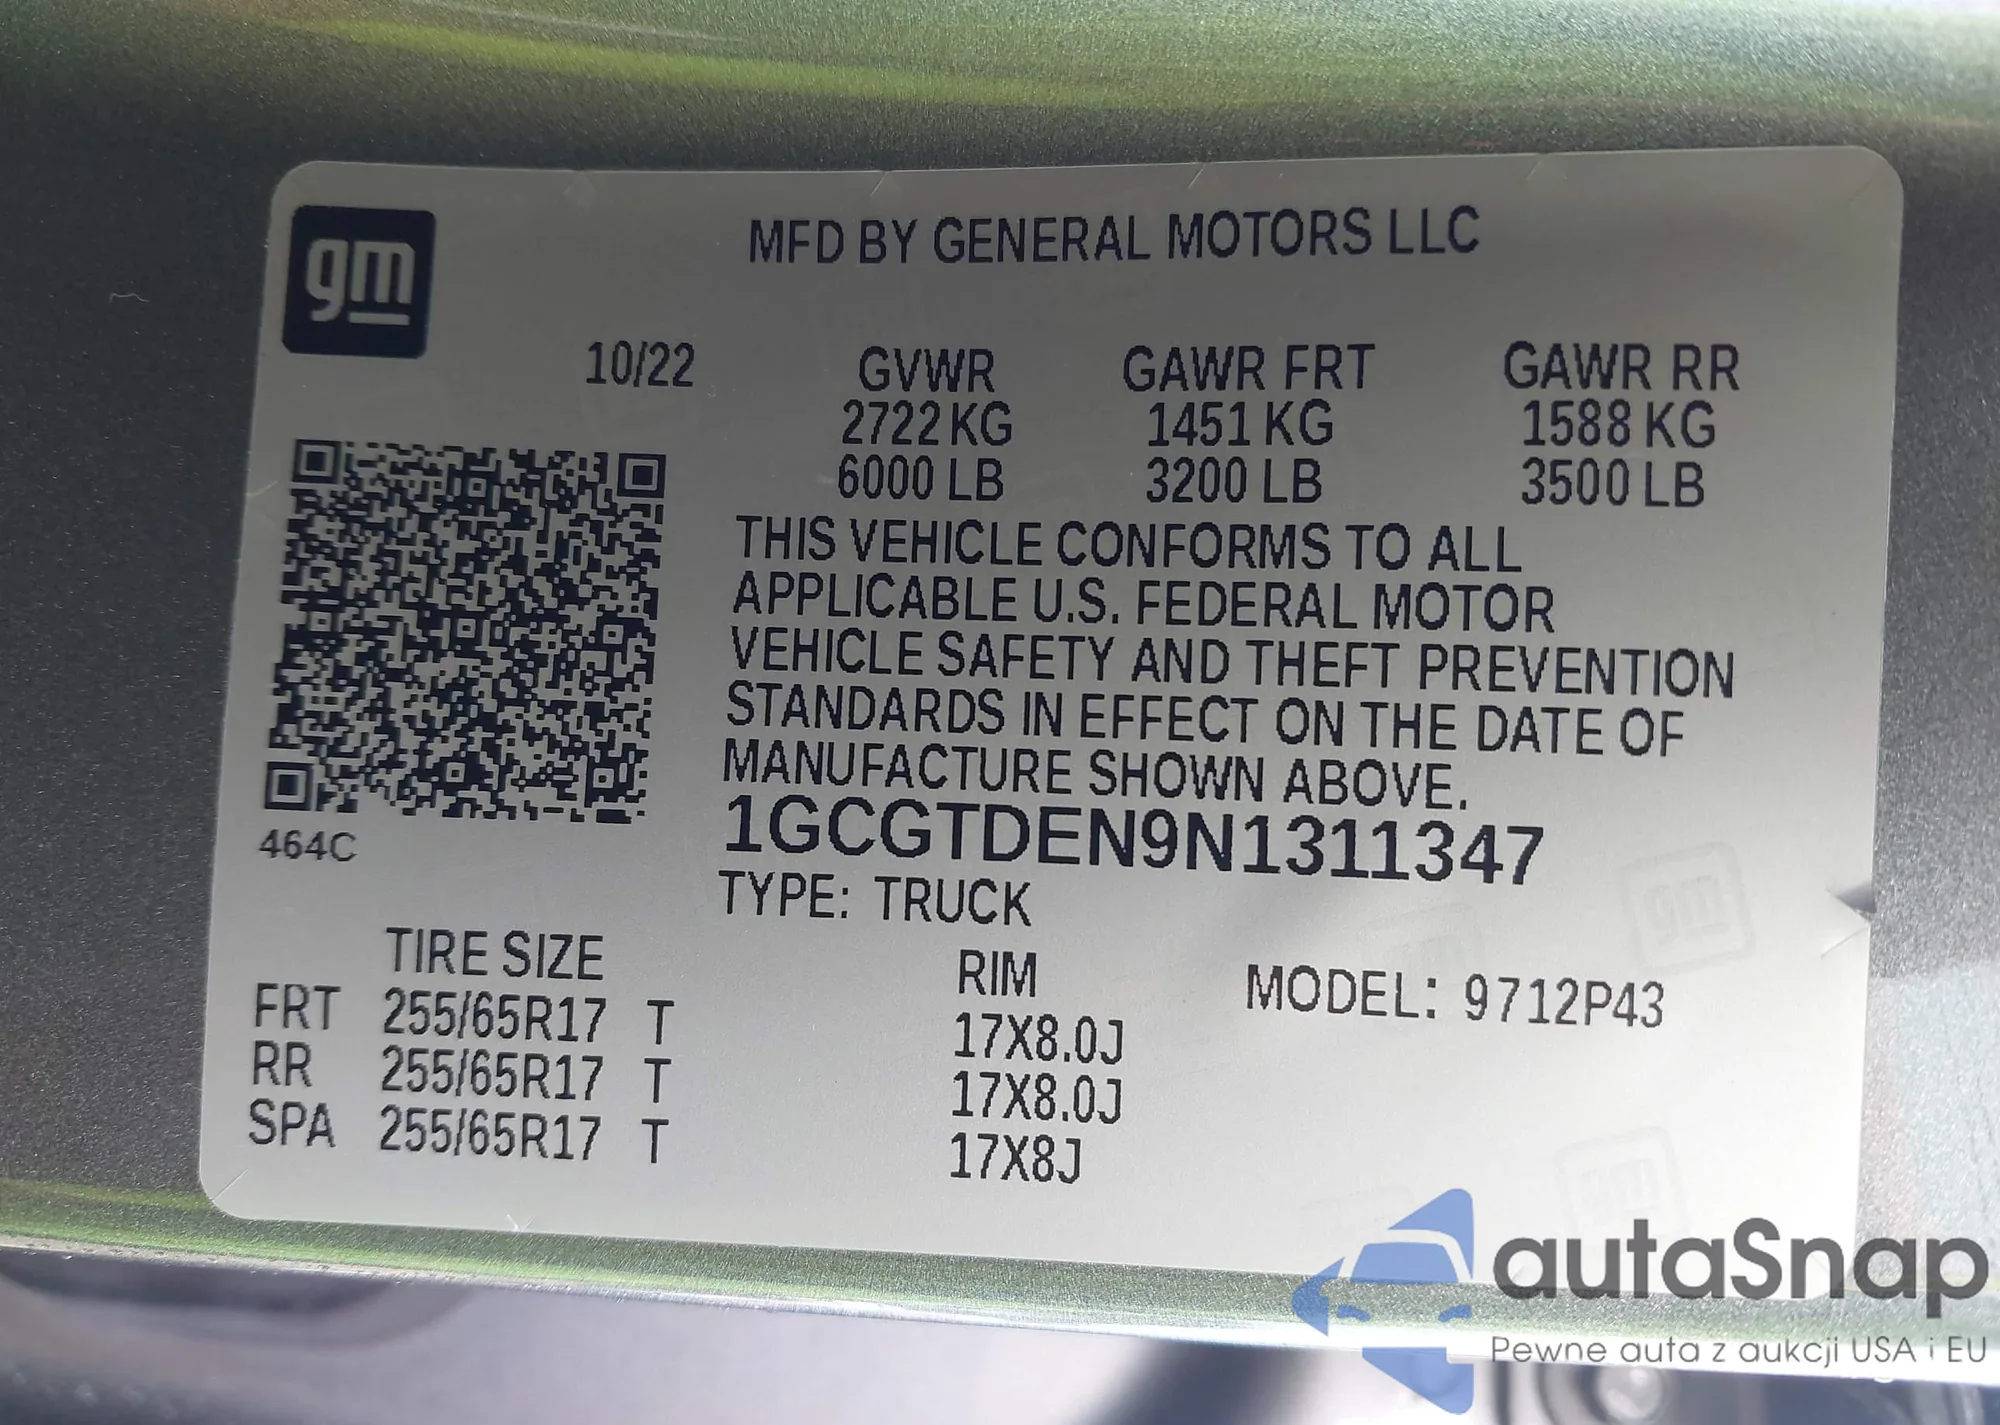 gm
MFD BY GENERAL MOTORS LLC
10/22
GVWR GAWR FRT GAWR RR
2722KG 1451 KG 1588 KG
6000 LB 3200 LB 3500 LB
THIS VEHICLE CONFORMS TO ALL
APPLICABLE U.S. FEDERAL MOTOR
VEHICLE SAFETY AND THEFT PREVENTION
STANDARDS IN EFFECT ON THE DATE OF
MANUFACTURE SHOWN ABOVE.
1GCGTDEN9N1311347
464C
TYPE: TRUCK
TIRE SIZE RIM MODEL: 9712P43
FRT 255/65R17 T 17X8.0J
RR 255/65R17 T 17X8.0J
SPA 255/65R17 T 17X8J
gm
gm
autaSnap
Pewne auta z aukcji USA i EU